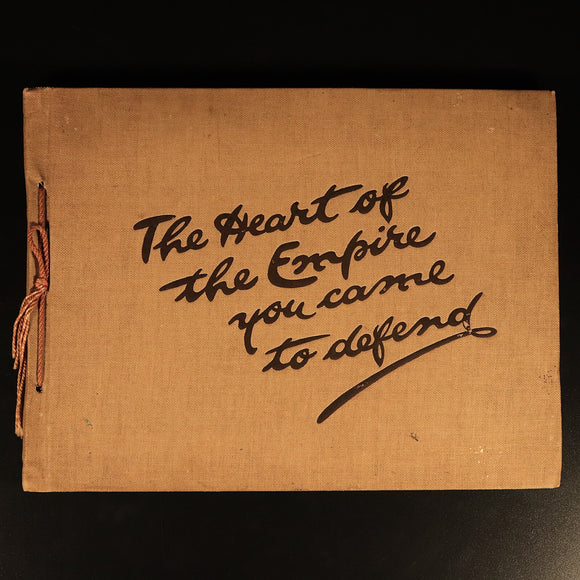 The Heart of
the Empire
you came
to defend